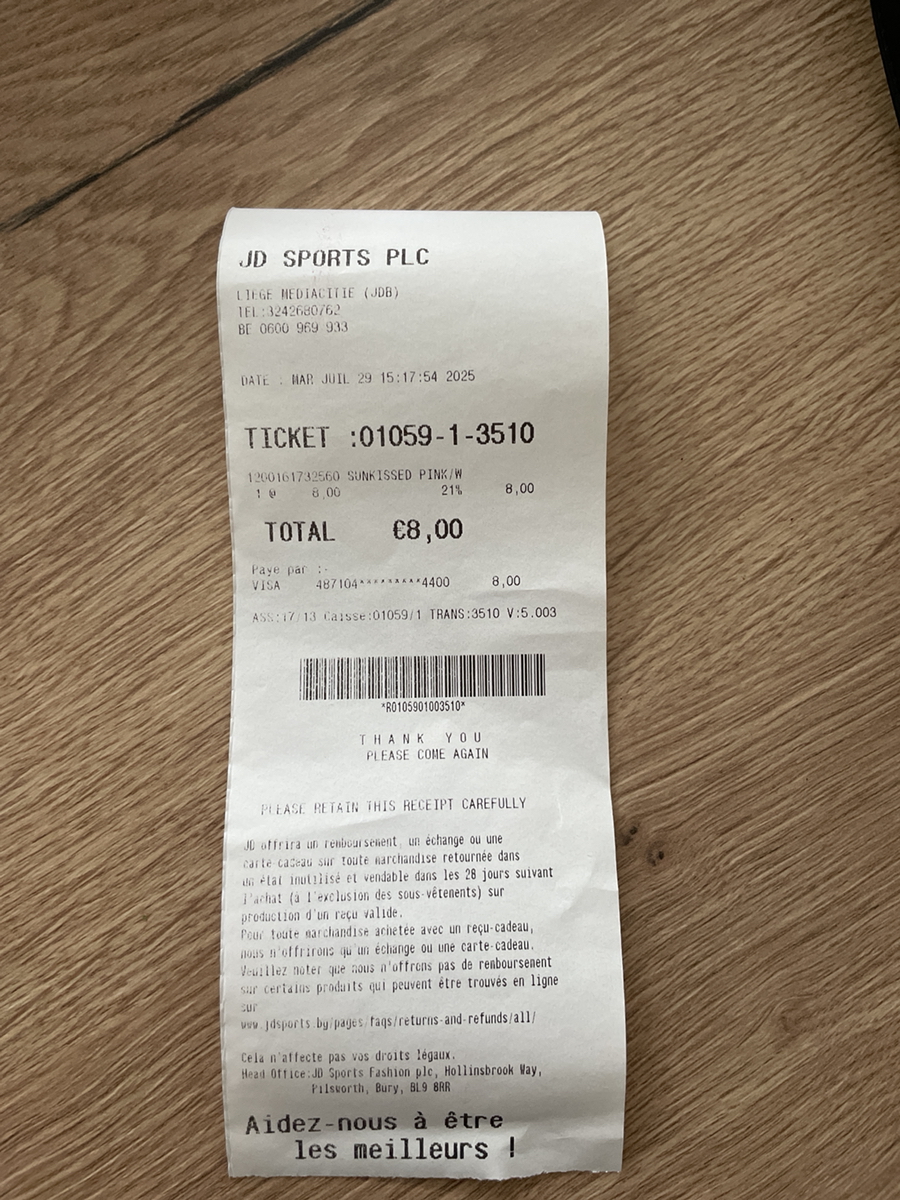 JD SPORTS PLC
LIEGE MEDIACITIE (JDB)
TEL:3242680762
BE 0600 969 933
DATE : MAR JUIL 29 15:17:54 2025
TICKET :01059-1-3510
1200161732560 SUNKISSED PINK/W
1 @ 8,00 21% 8,00
TOTAL €8,00
Paye par :-
VISA 487104*********4400 8,00
ASS:17/13 Caisse:01059/1 TRANS:3510 V:5.003
*R0105901003510*
THANK YOU
PLEASE COME AGAIN
PLEASE RETAIN THIS RECEIPT CAREFULLY
JD offrira un remboursement, un échange ou une
carte-cadeau sur toute marchandise retournée dans
un état inutilisé et vendable dans les 28 jours suivant
l'achat (à l'exclusion des sous-vêtements) sur
production d'un reçu valide.
Pour toute marchandise achetée avec un reçu-cadeau,
nous n'offrirons qu'un échange ou une carte-cadeau.
Veuillez noter que nous n'offrons pas de remboursement
sur certains produits qui peuvent être trouvés en ligne
sur
www.jdsports.by/pages/faqs/returns-and-refunds/all/
Cela n'affecte pas vos droits légaux.
Head Office:JD Sports Fashion plc, Hollinsbrook Way,
Pilsworth, Bury, BL9 8RR
Aidez-nous à être
les meilleurs !